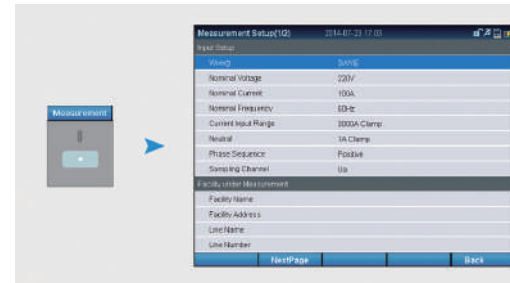 Measurement Setup(1/2) 2014-07-23 17:03
Input Setup
Wiring 3V4I
Nominal Voltage 220V
Nominal Current 100A
Nominal Frequency 50Hz
Current Input Range 3000A Clamp
Neutral 1A Clamp
Phase Sequence Positive
Sampling Channel Ua
Facility under Measurement
Facility Name
Facility Address
Line Name
Line Number
NextPage Back
Measurement